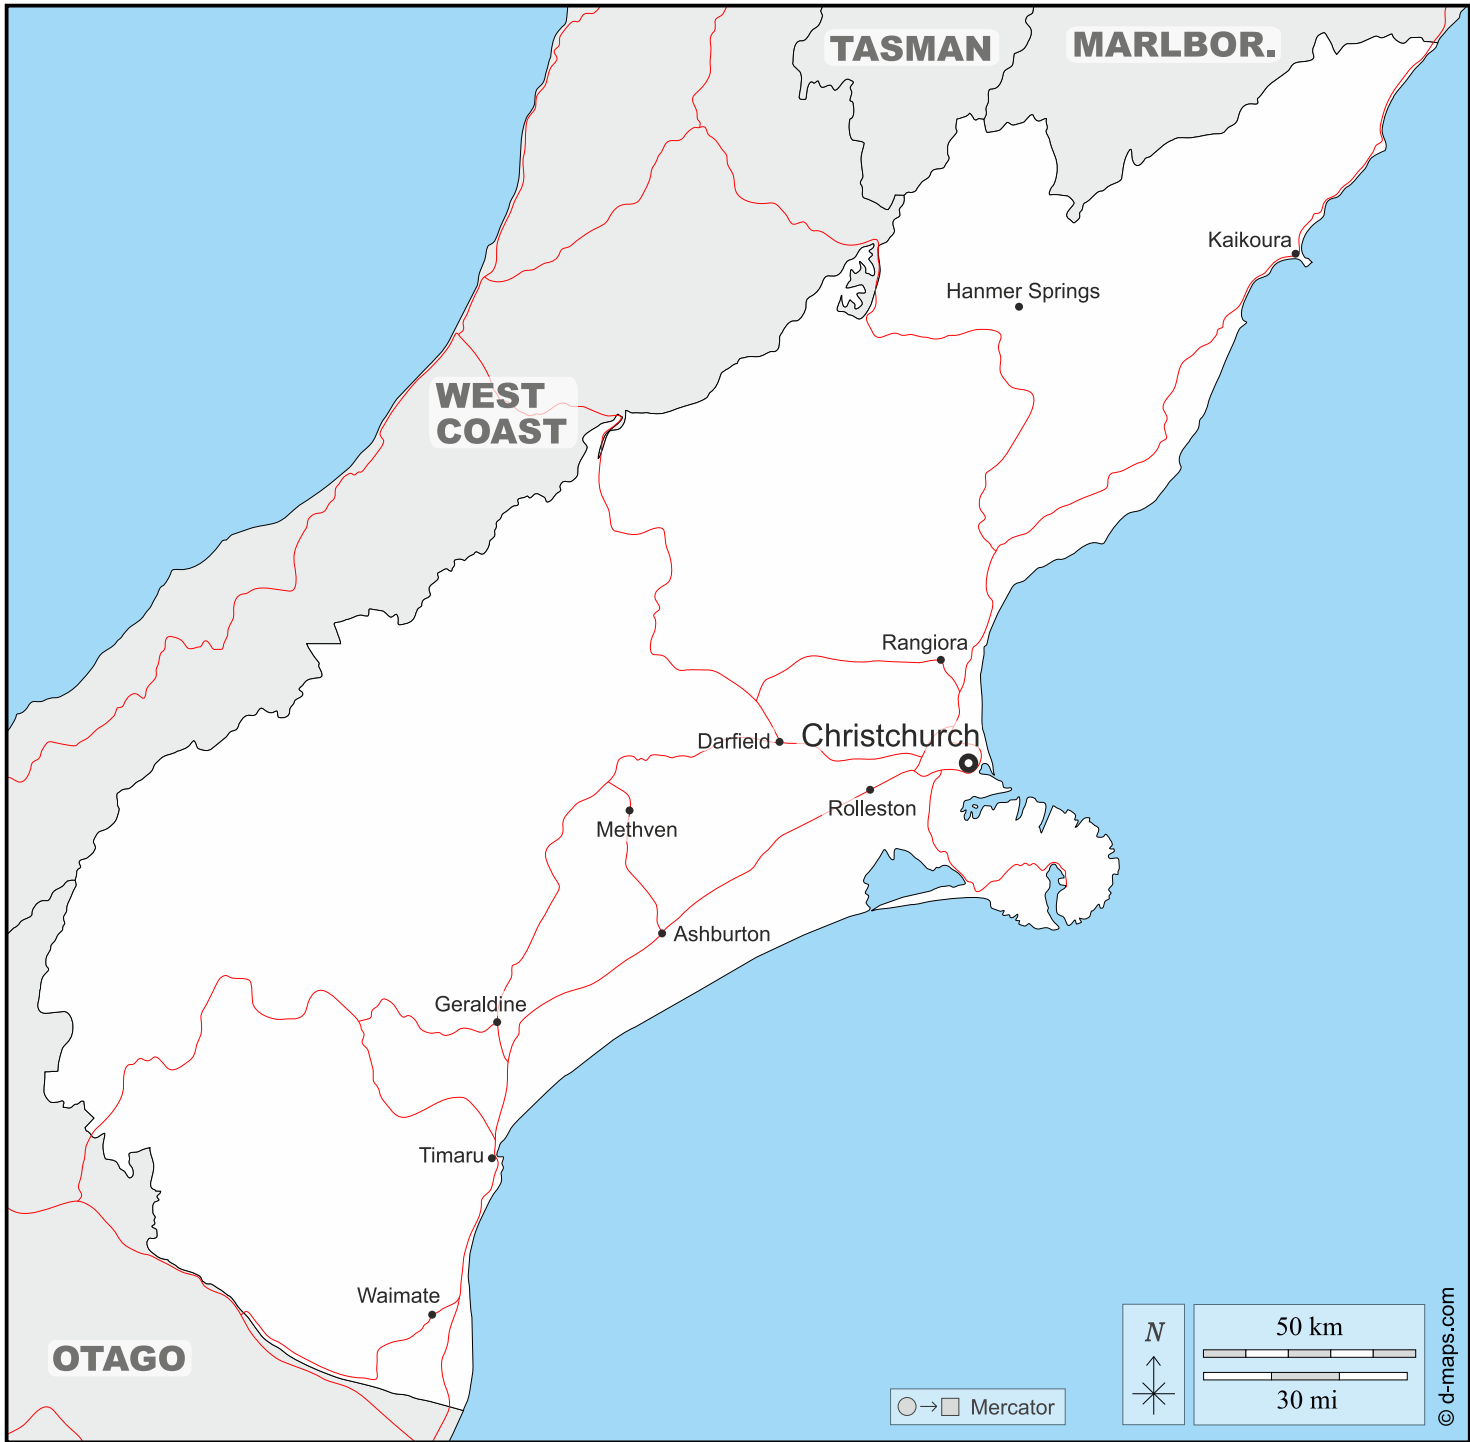 TASMAN
MARLBOR.
Kaikoura
Hanmer Springs
WEST
COAST
Rangiora
Christchurch
Darfield
Rolleston
Methven
Ashburton
Geraldine
Timaru
Waimate
OTAGO
N
50 km
30 mi
Mercator
© d-maps.com